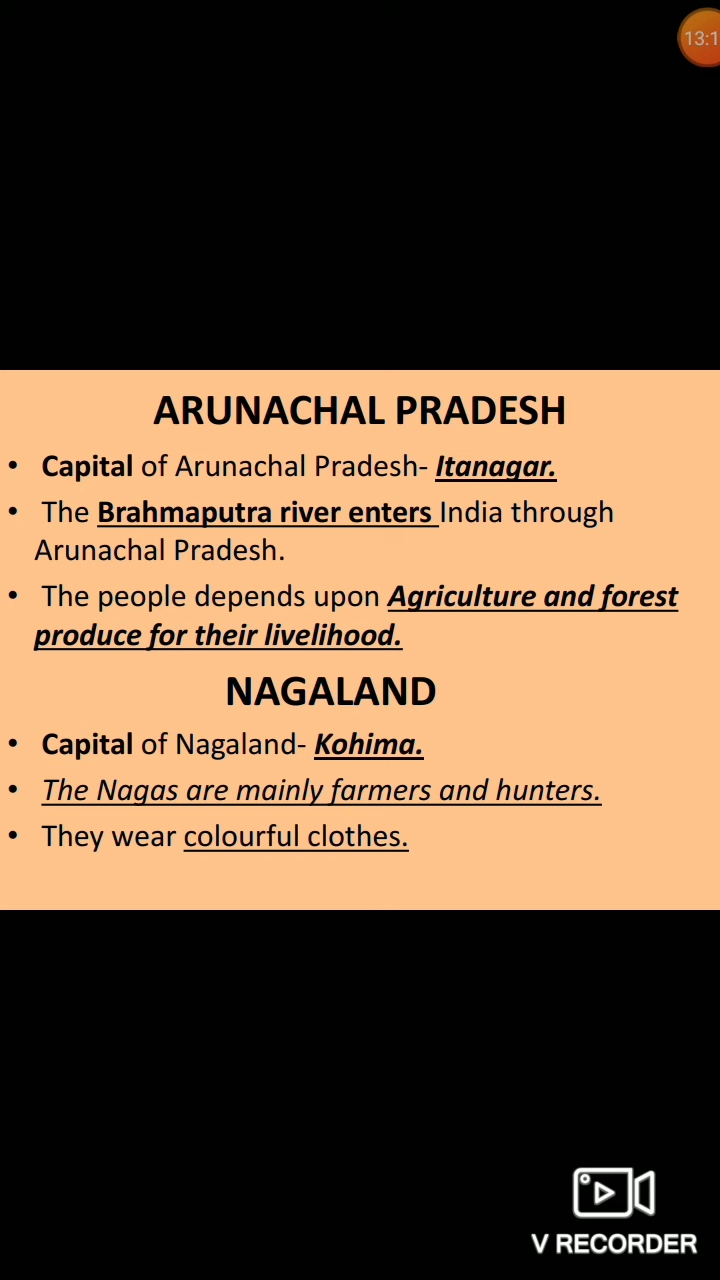 13:1
ARUNACHAL PRADESH
• Capital of Arunachal Pradesh- Itanagar.
• The Brahmaputra river enters India through
Arunachal Pradesh.
• The people depends upon Agriculture and forest
produce for their livelihood.
NAGALAND
• Capital of Nagaland- Kohima.
• The Nagas are mainly farmers and hunters.
• They wear colourful clothes.
V RECORDER